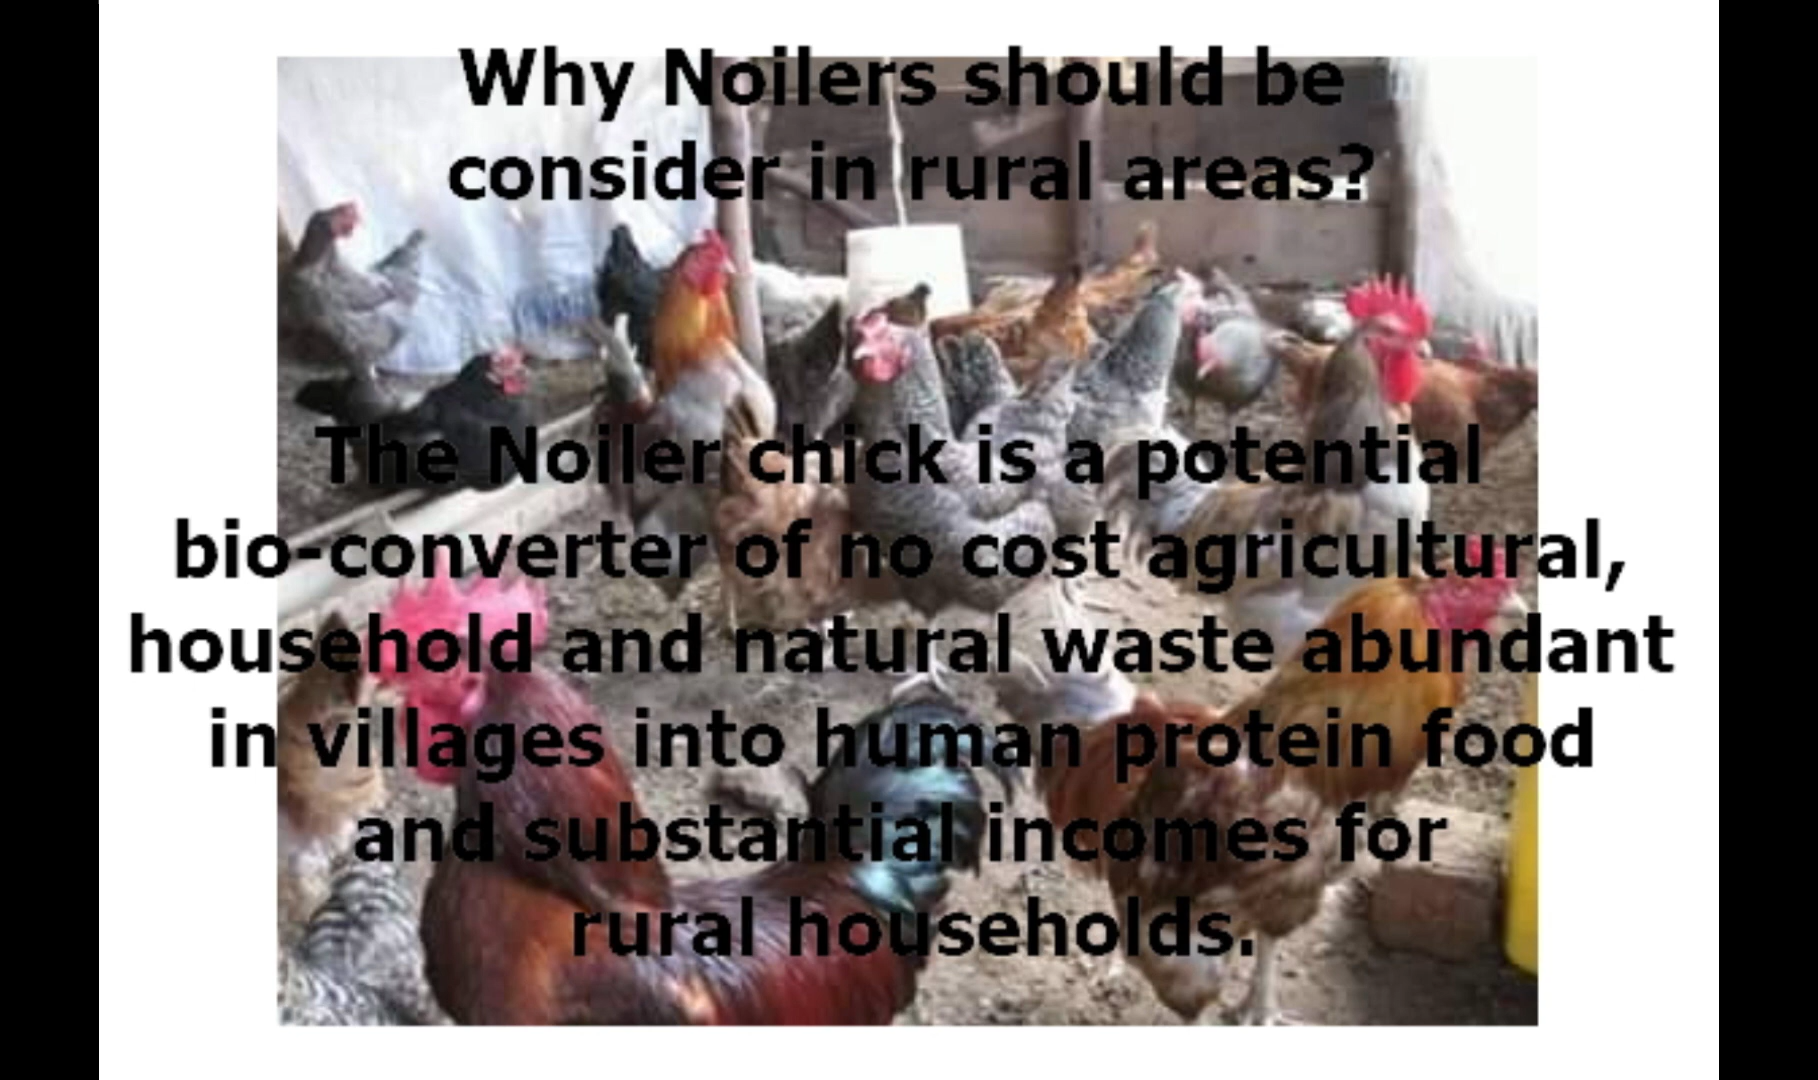 Why Noilers should be
consider in rural areas?
The Noiler chick is a potential
bio-converter of no cost agricultural,
household and natural waste abundant
in villages into human protein food
and substantial incomes for
rural households.